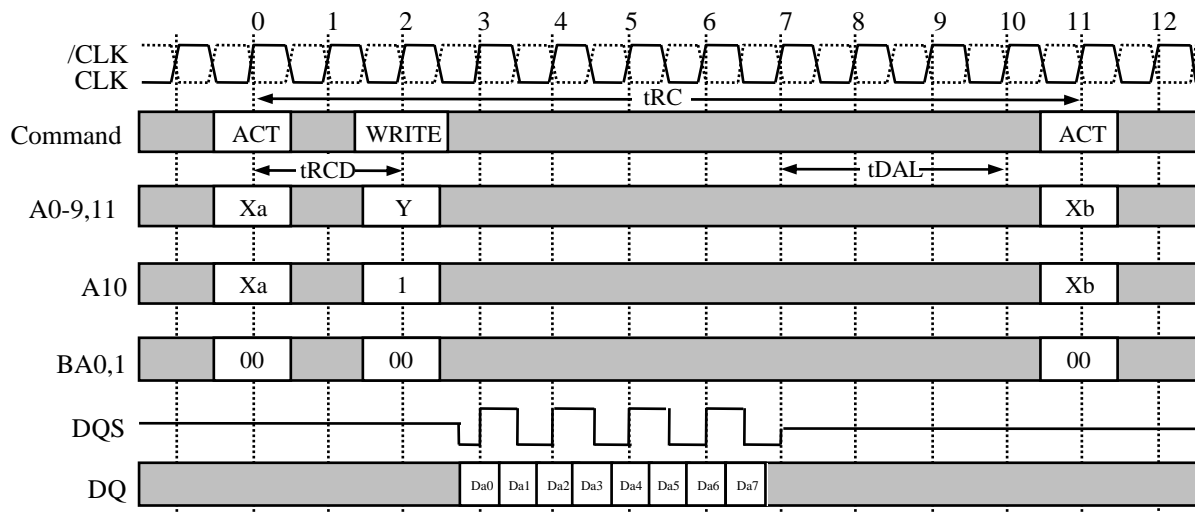 0 1 2 3 4 5 6 7 8 9 10 11 12
/CLK
CLK
tRC
Command ACT WRITE ACT
tRCD tDAL
A0-9,11 Xa Y Xb
A10 Xa 1 Xb
BA0,1 00 00 00
DQS
DQ Da0 Da1 Da2 Da3 Da4 Da5 Da6 Da7